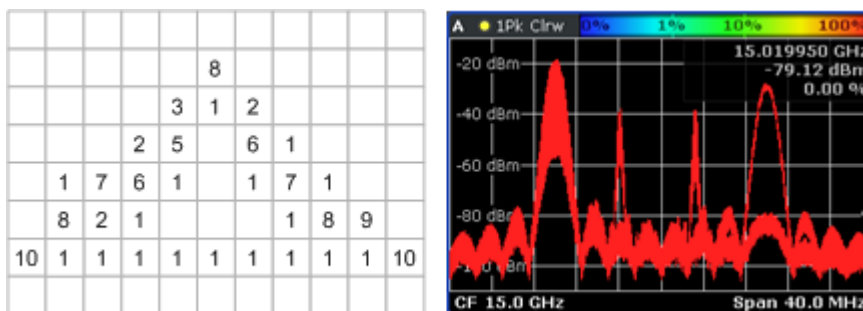 8
3 1 2
2 5 6 1
1 7 6 1 1 7 1
8 2 1 1 8 9
10 1 1 1 1 1 1 1 1 1 10
A 1Pk Clrw 0% 1% 10% 100%
15.019950 GHz
-79.12 dBm
0.00 %
-20 dBm
-40 dBm
-60 dBm
-80 dBm
-100 dBm
CF 15.0 GHz Span 40.0 MHz